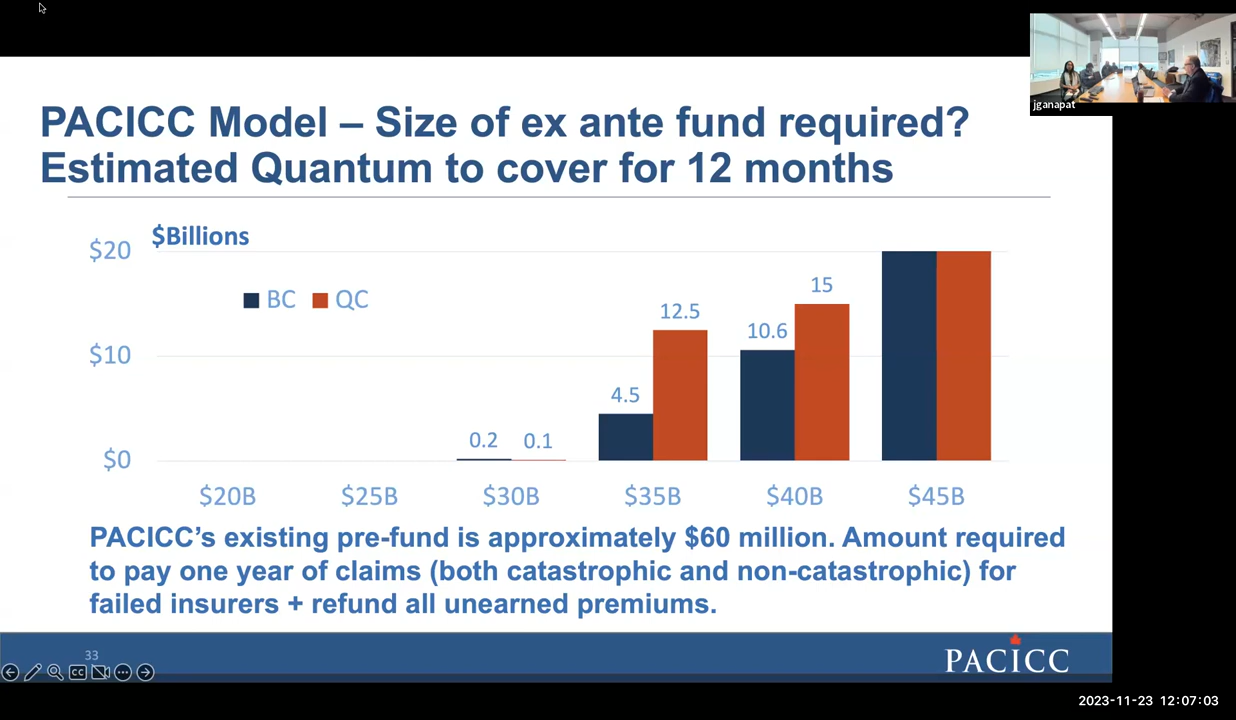 jganapat
PACICC Model – Size of ex ante fund required?
Estimated Quantum to cover for 12 months
$Billions
$20
BC QC
15
12.5
10.6
$10
4.5
0.2 0.1
$0
$20B $25B $30B $35B $40B $45B
PACICC’s existing pre-fund is approximately $60 million. Amount required
to pay one year of claims (both catastrophic and non-catastrophic) for
failed insurers + refund all unearned premiums.
33
CC
PACICC
2023-11-23 12:07:03